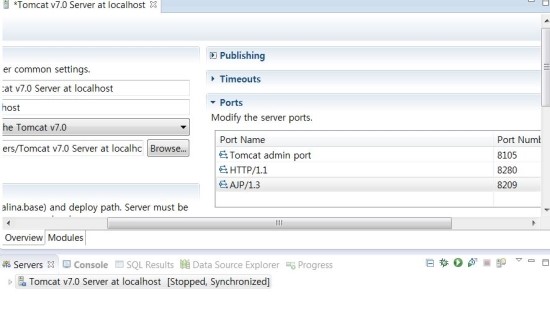 *Tomcat v7.0 Server at localhost
Publishing
er common settings.
Timeouts
cat v7.0 Server at localhost
Ports
host
Modify the server ports.
he Tomcat v7.0
Port Name Port Numb
ers/Tomcat v7.0 Server at localhc Browse...
Tomcat admin port 8105
HTTP/1.1 8280
AJP/1.3 8209
alina.base) and deploy path. Server must be
Overview Modules
Servers Console SQL Results Data Source Explorer Progress
Tomcat v7.0 Server at localhost [Stopped, Synchronized]